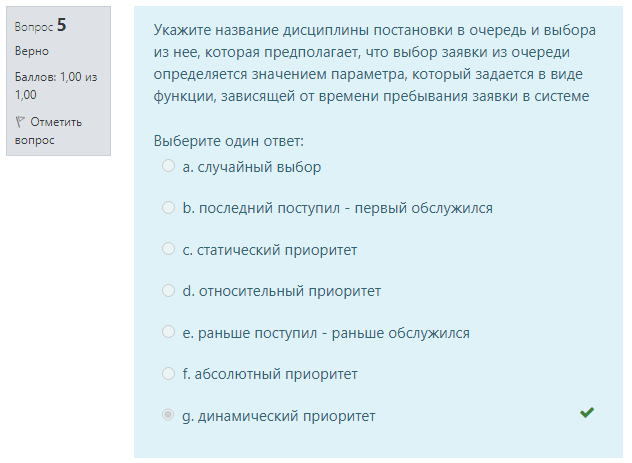 Вопрос 5
Верно
Баллов: 1,00 из
1,00
Отметить
вопрос
Укажите название дисциплины постановки в очередь и выбора
из нее, которая предполагает, что выбор заявки из очереди
определяется значением параметра, который задается в виде
функции, зависящей от времени пребывания заявки в системе
Выберите один ответ:
a. случайный выбор
b. последний поступил - первый обслужился
c. статический приоритет
d. относительный приоритет
e. раньше поступил - раньше обслужился
f. абсолютный приоритет
g. динамический приоритет